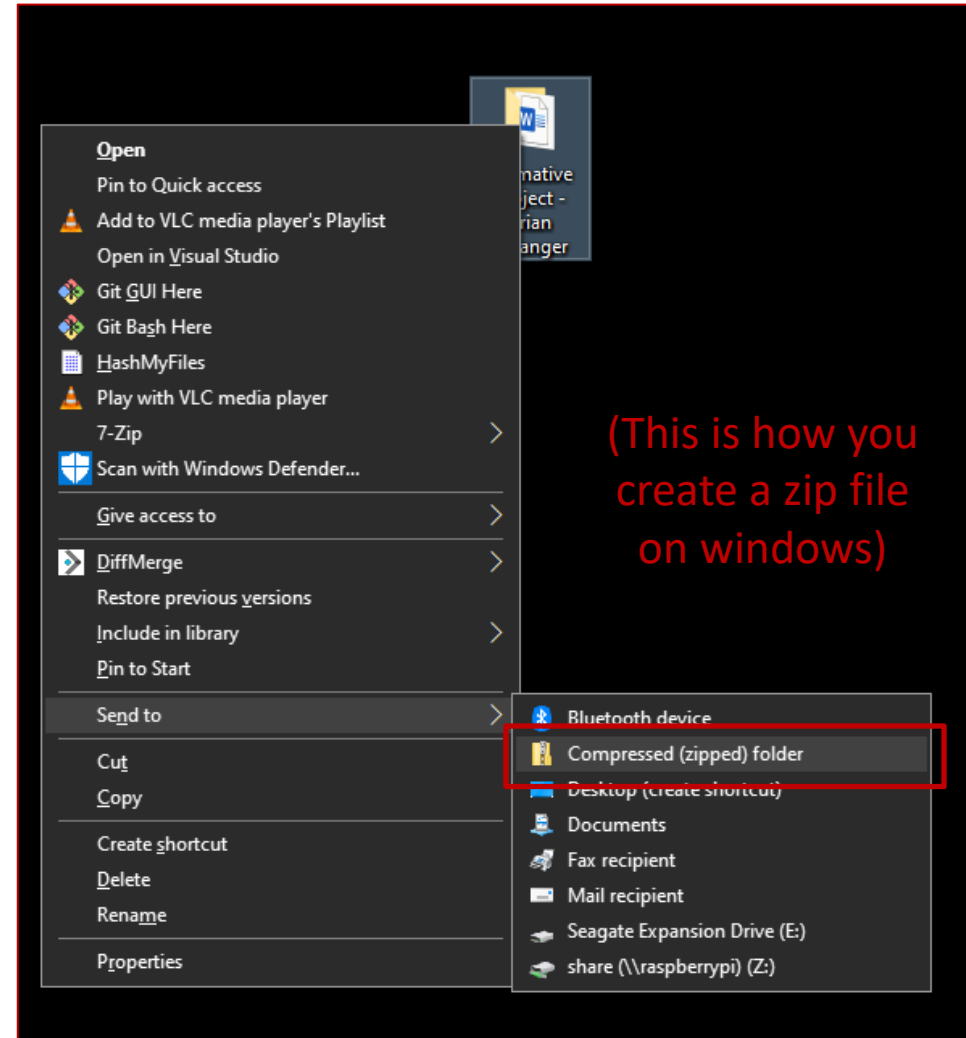 mative
ject -
rian
anger
Open
Pin to Quick access
Add to VLC media player's Playlist
Open in Visual Studio
Git GUI Here
Git Bash Here
HashMyFiles
Play with VLC media player
7-Zip
Scan with Windows Defender...
Give access to
DiffMerge
Restore previous versions
Include in library
Pin to Start
Send to
Cut
Copy
Create shortcut
Delete
Rename
Properties
(This is how you
create a zip file
on windows)
Bluetooth device
Compressed (zipped) folder
Desktop (create shortcut)
Documents
Fax recipient
Mail recipient
Seagate Expansion Drive (E:)
share (\\raspberrypi) (Z:)